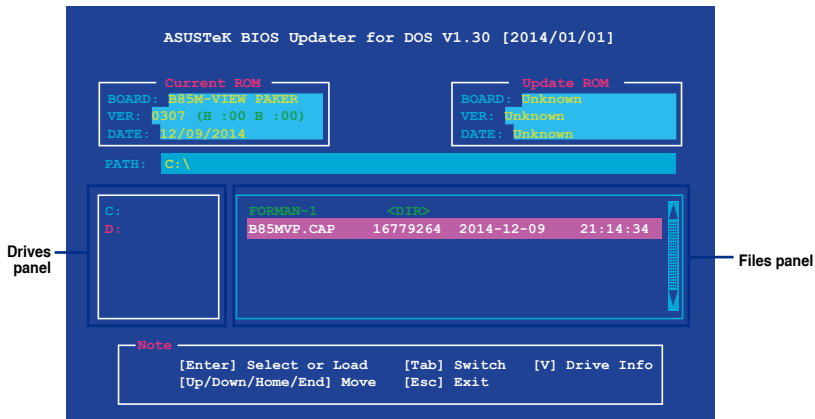 ASUSTeK BIOS Updater for DOS V1.30 [2014/01/01]
Current ROM
BOARD: B85M-VIEW PAKER
VER: 0307 (H :00 B :00)
DATE: 12/09/2014
Update ROM
BOARD: Unknown
VER: Unknown
DATE: Unknown
PATH: C:\
C:
D:
FORMAN~1 <DIR>
B85MVP.CAP 16779264 2014-12-09 21:14:34
Drives panel
Files panel
Note
[Enter] Select or Load [Tab] Switch [V] Drive Info
[Up/Down/Home/End] Move [Esc] Exit